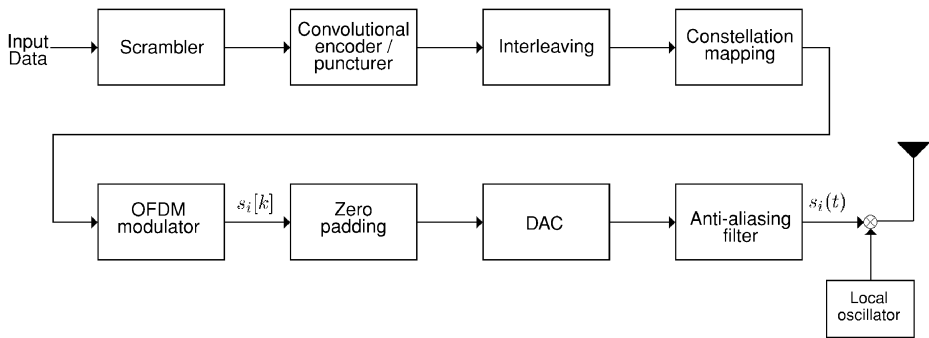 Input
Data
Scrambler
Convolutional
encoder /
puncturer
Interleaving
Constellation
mapping
OFDM
modulator
s_i[k]
Zero
padding
DAC
Anti-aliasing
filter
s_i(t)
Local
oscillator